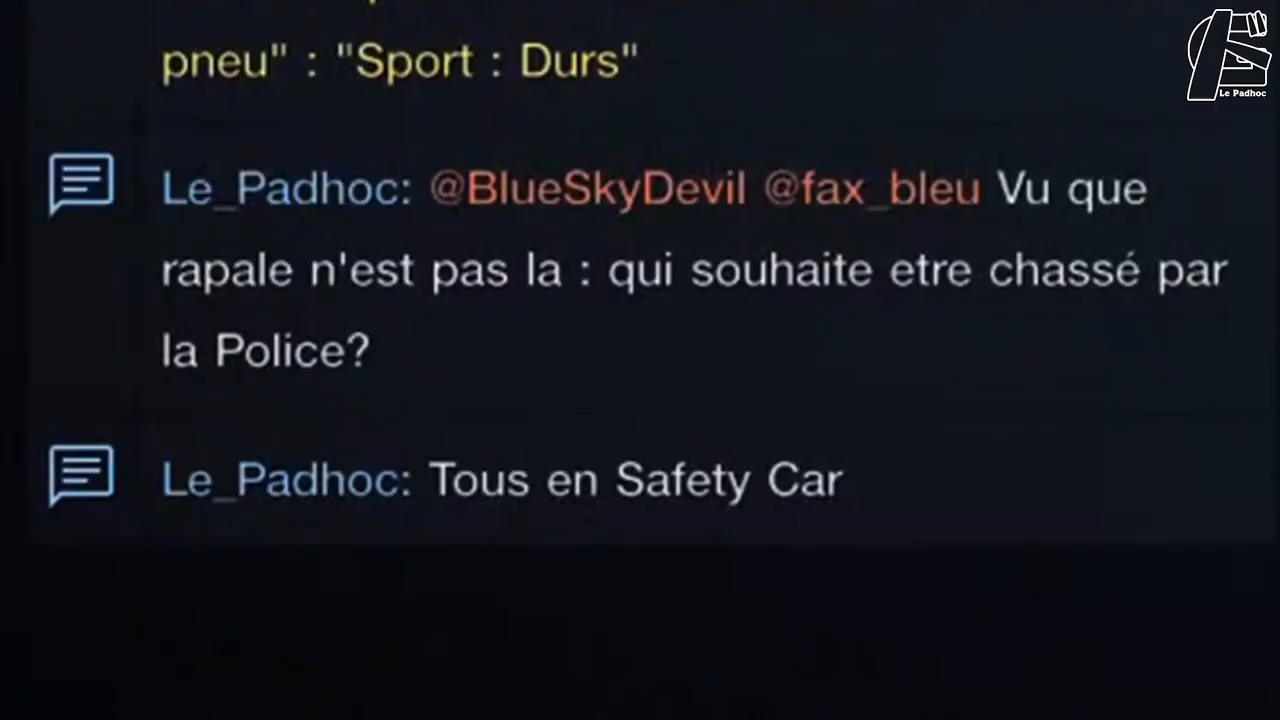 pneu" : "Sport : Durs"
Le_Padhoc: @BlueSkyDevil @fax_bleu Vu que
rapale n'est pas la : qui souhaite etre chassé par
la Police?
Le_Padhoc: Tous en Safety Car
Le Padhoc